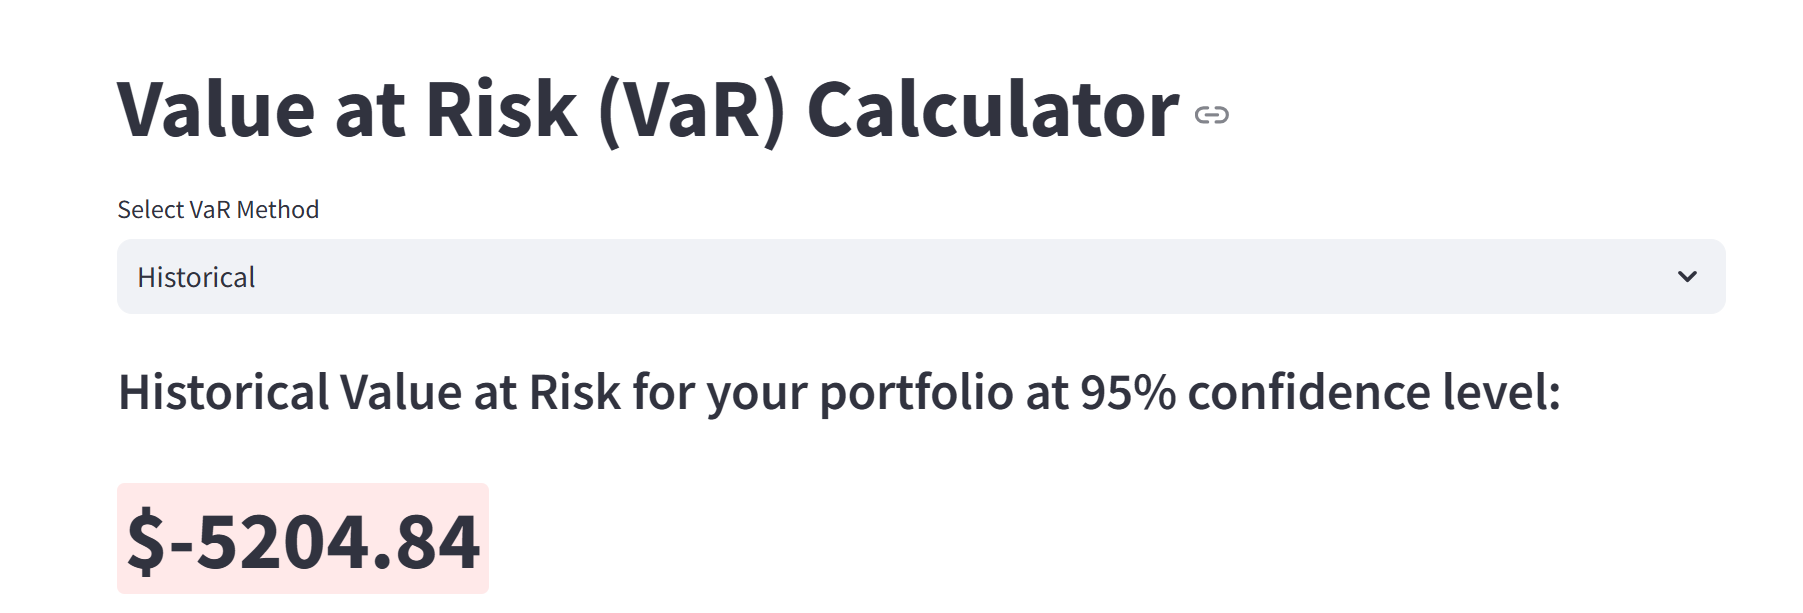 Value at Risk (VaR) Calculator
Select VaR Method
Historical
Historical Value at Risk for your portfolio at 95% confidence level:
$-5204.84